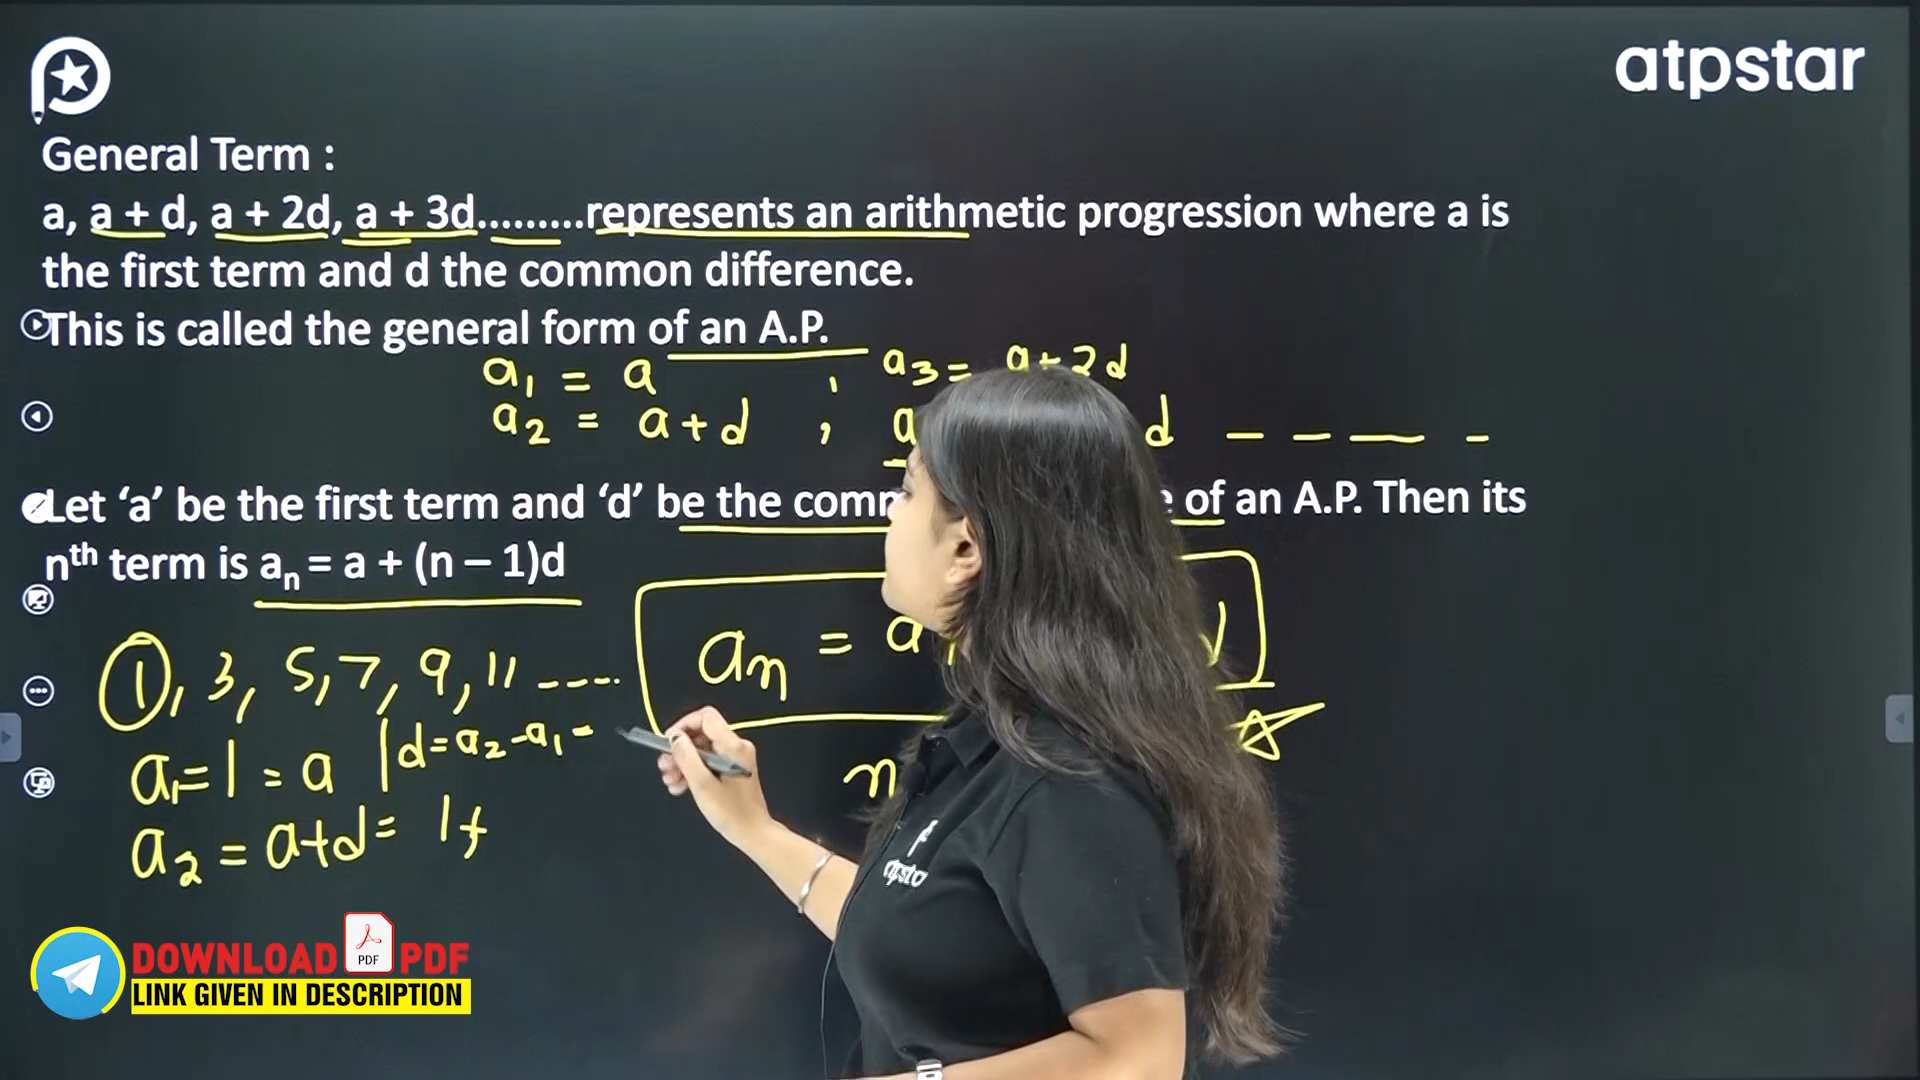 atpstar
General Term :
a, a + d, a + 2d, a + 3d.........represents an arithmetic progression where a is
the first term and d the common difference.
This is called the general form of an A.P.
a₁ = a , a₃ = a + 2d
a₂ = a + d , a d – – — -
Let ‘a’ be the first term and ‘d’ be the of an A.P. Then its
nᵗʰ term is aₙ = a + (n – 1)d
aₙ = a
1, 3, 5, 7, 9, 11 ----.
n
a₁ = 1 = a | d = a₂ - a₁ =
a₂ = a+d = 1+
DOWNLOAD PDF PDF
LINK GIVEN IN DESCRIPTION